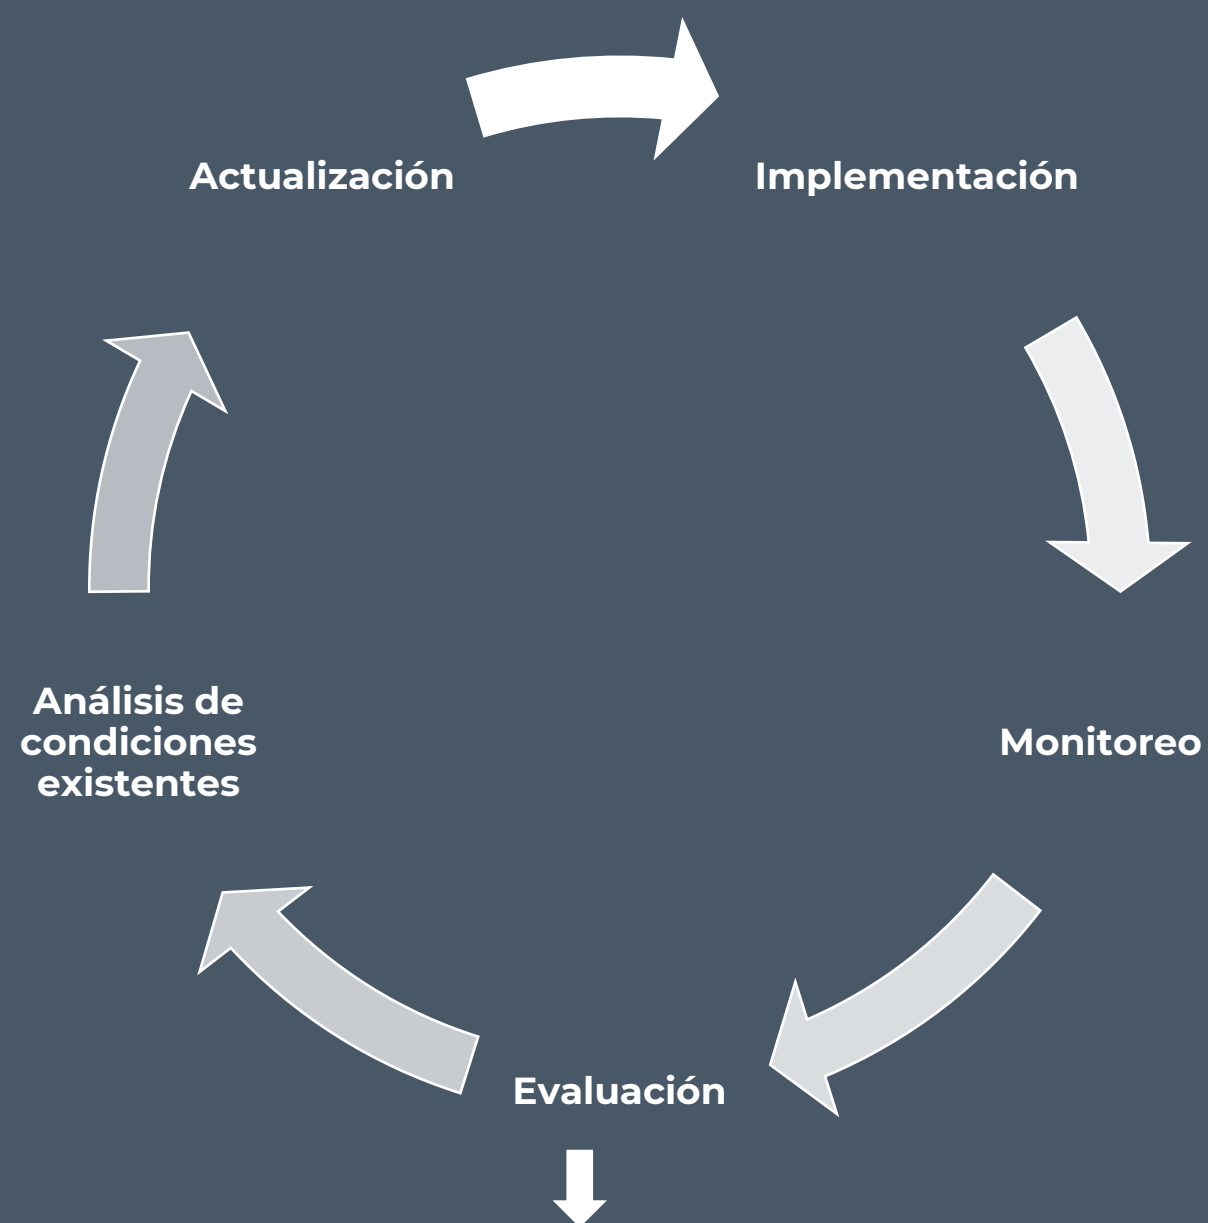 Actualización
Implementación
Análisis de
condiciones
existentes
Monitoreo
Evaluación